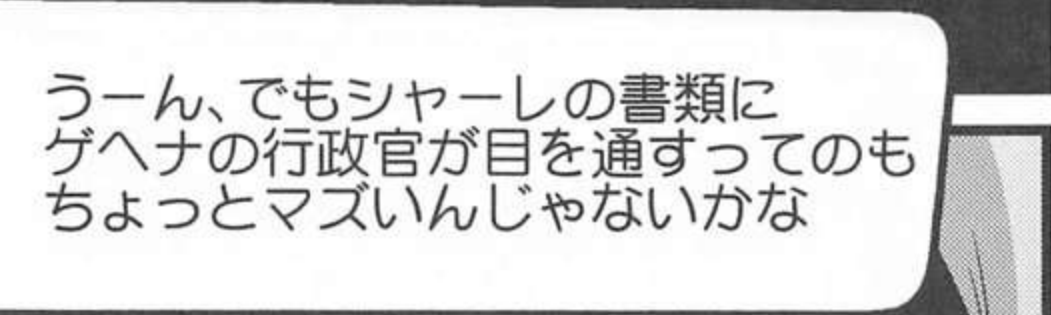 うーん、でもシャーレの書類に
ゲヘナの行政官が目を通すってのも
ちょっとマズいんじゃないかな